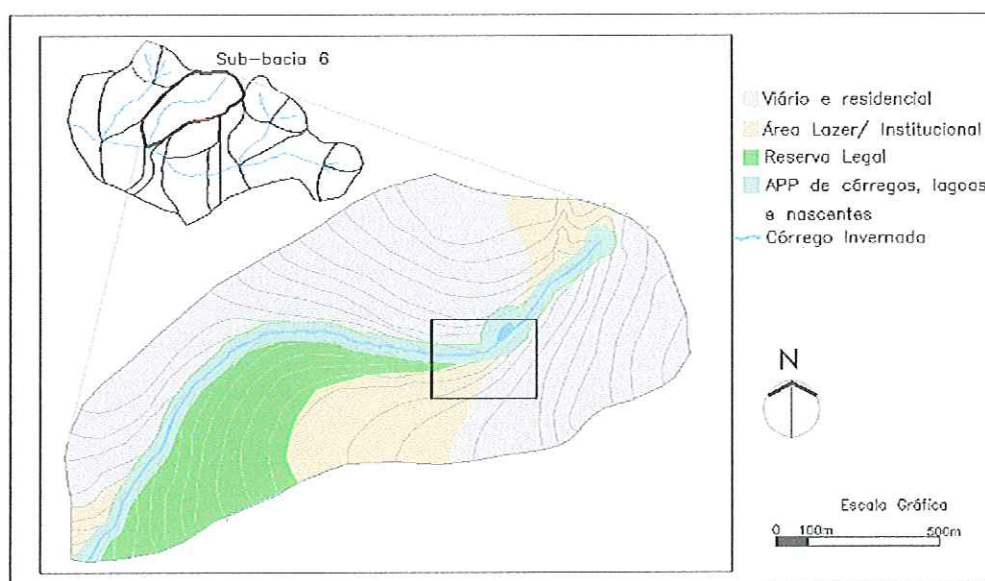 Sub-bacia 6
Viário e residencial
Área Lazer/ Institucional
Reserva Legal
APP de córregos, lagoas
e nascentes
Córrego Invernada
N
Escala Gráfica
0 100m 500m